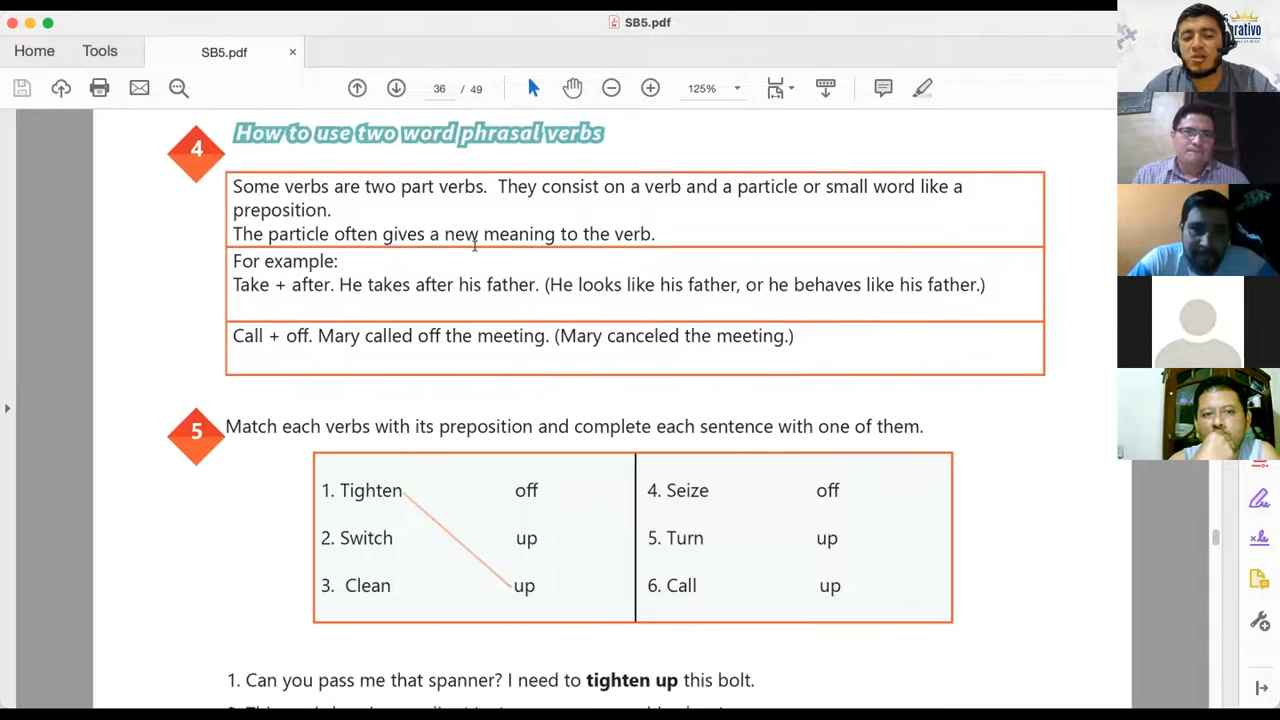 SB5.pdf
Home
Tools
SB5.pdf
×
36 / 49
125%
4
How to use two word phrasal verbs
Some verbs are two part verbs. They consist on a verb and a particle or small word like a
preposition.
The particle often gives a new meaning to the verb.
For example:
Take + after. He takes after his father. (He looks like his father, or he behaves like his father.)
Call + off. Mary called off the meeting. (Mary canceled the meeting.)
5
Match each verbs with its preposition and complete each sentence with one of them.
1. Tighten off
2. Switch up
3. Clean up
4. Seize off
5. Turn up
6. Call up
1. Can you pass me that spanner? I need to tighten up this bolt.